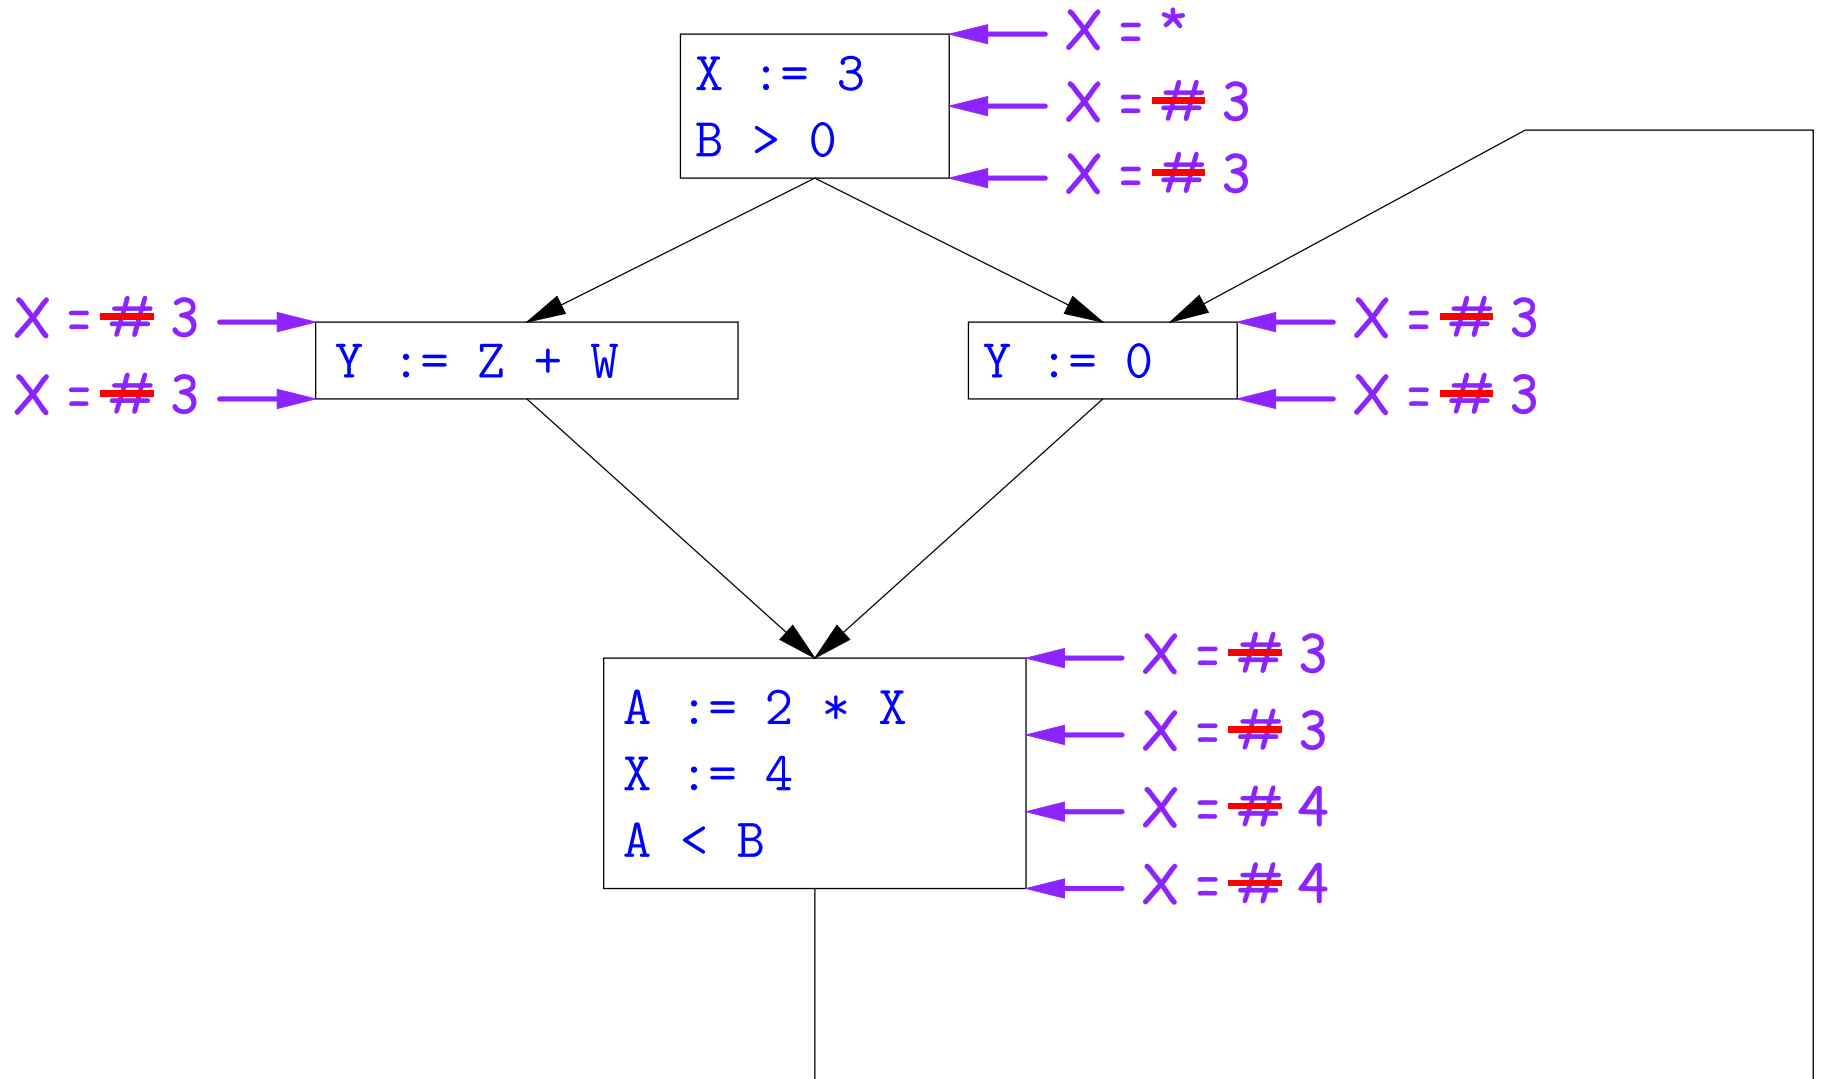 X = *
X := 3
X = # 3
B > 0
X = # 3
X = # 3
X = # 3
Y := Z + W
Y := 0
X = # 3
X = # 3
X = # 3
A := 2 * X
X = # 3
X := 4
X = # 4
A < B
X = # 4